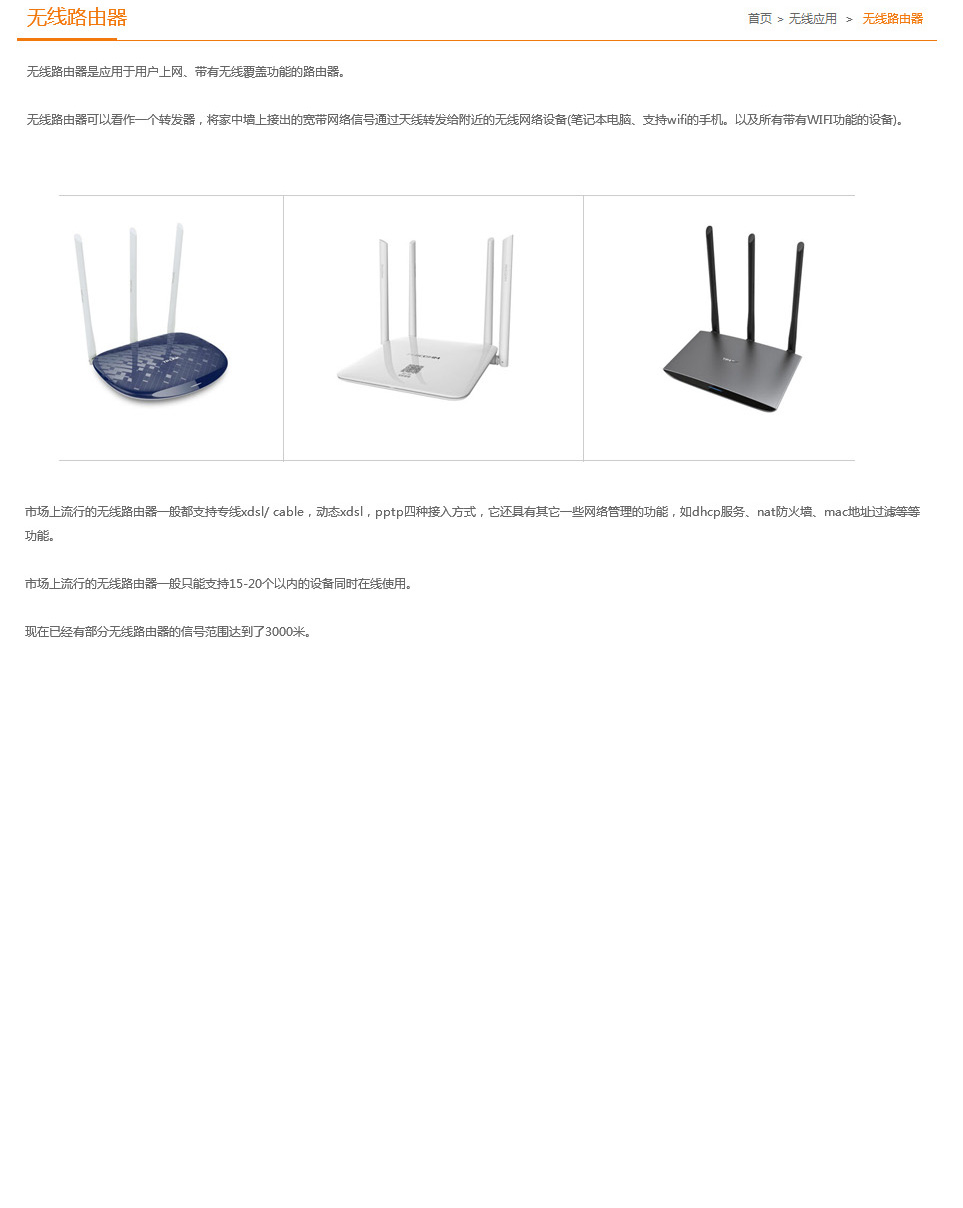 无线路由器
首页 > 无线应用 > 无线路由器
无线路由器是应用于用户上网、带有无线覆盖功能的路由器。
无线路由器可以看作一个转发器，将家中墙上接出的宽带网络信号通过天线转发给附近的无线网络设备(笔记本电脑、支持wifi的手机。以及所有带有WIFI功能的设备)。
市场上流行的无线路由器一般都支持专线xdsl/ cable，动态xdsl，pptp四种接入方式，它还具有其它一些网络管理的功能，如dhcp服务、nat防火墙、mac地址过滤等等
功能。
市场上流行的无线路由器一般只能支持15-20个以内的设备同时在线使用。
现在已经有部分无线路由器的信号范围达到了3000米。